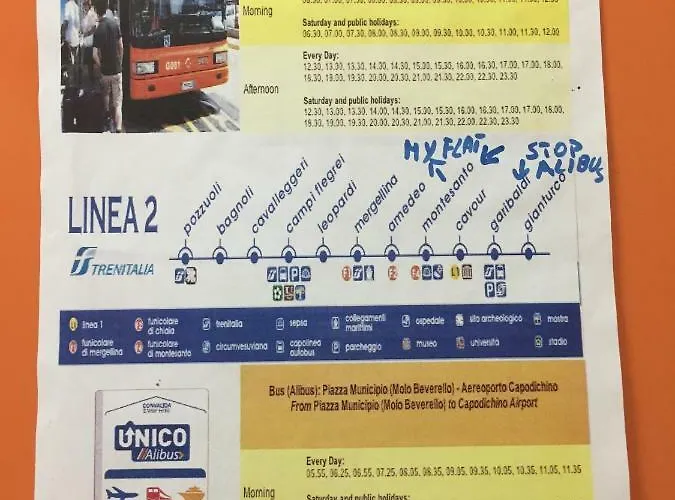 Morning
Saturday and public holidays:
06.30, 07.00, 07.30, 08.00, 08.30, 09.00, 09.30, 10.00, 10.30, 11.00, 11.30, 12.00
Every Day:
12.30, 13.00, 13.30, 14.00, 14.30, 15.00, 15.30, 16.00, 16.30, 17.00, 17.00, 18.00,
18.30, 19.00, 19.30, 20.00, 20.30, 21.00, 21.30, 22.00, 22.30, 23.30
Afternoon
Saturday and public holidays:
12.30, 13.00, 13.30, 14.00, 14.30, 15.00, 15.30, 16.00, 16.30, 17.00, 17.00, 18.00,
18.30, 19.00, 19.30, 20.00, 20.30, 21.00, 21.30, 22.00, 22.30, 23.30
MY FLAT
STOP
ALIBUS
LINEA 2
TRENITALIA
pozzuoli
bagnoli
cavalleggeri
campi flegrei
leopardi
mergellina
amedeo
montesanto
cavour
garibaldi
gianturco
linea 1
funicolare di chiaia
trenitalia
sepsa
collegamenti marittimi
ospedale
sito archeologico
mostra
funicolare di mergellina
funicolare di montesanto
circumvesuviana
capolinea autobus
parcheggio
museo
università
stadio
CONVALIDA
UNICO
Alibus
Bus (Alibus): Piazza Municipio (Molo Beverello) - Aereoporto Capodichino
From Piazza Municipio (Molo Beverello) to Capodichino Airport
Every Day:
05.55, 06.25, 06.55, 07.25, 08.05, 08.35, 09.05, 09.35, 10.05, 10.35, 11.05, 11.35
Morning
Saturday and public holidays: